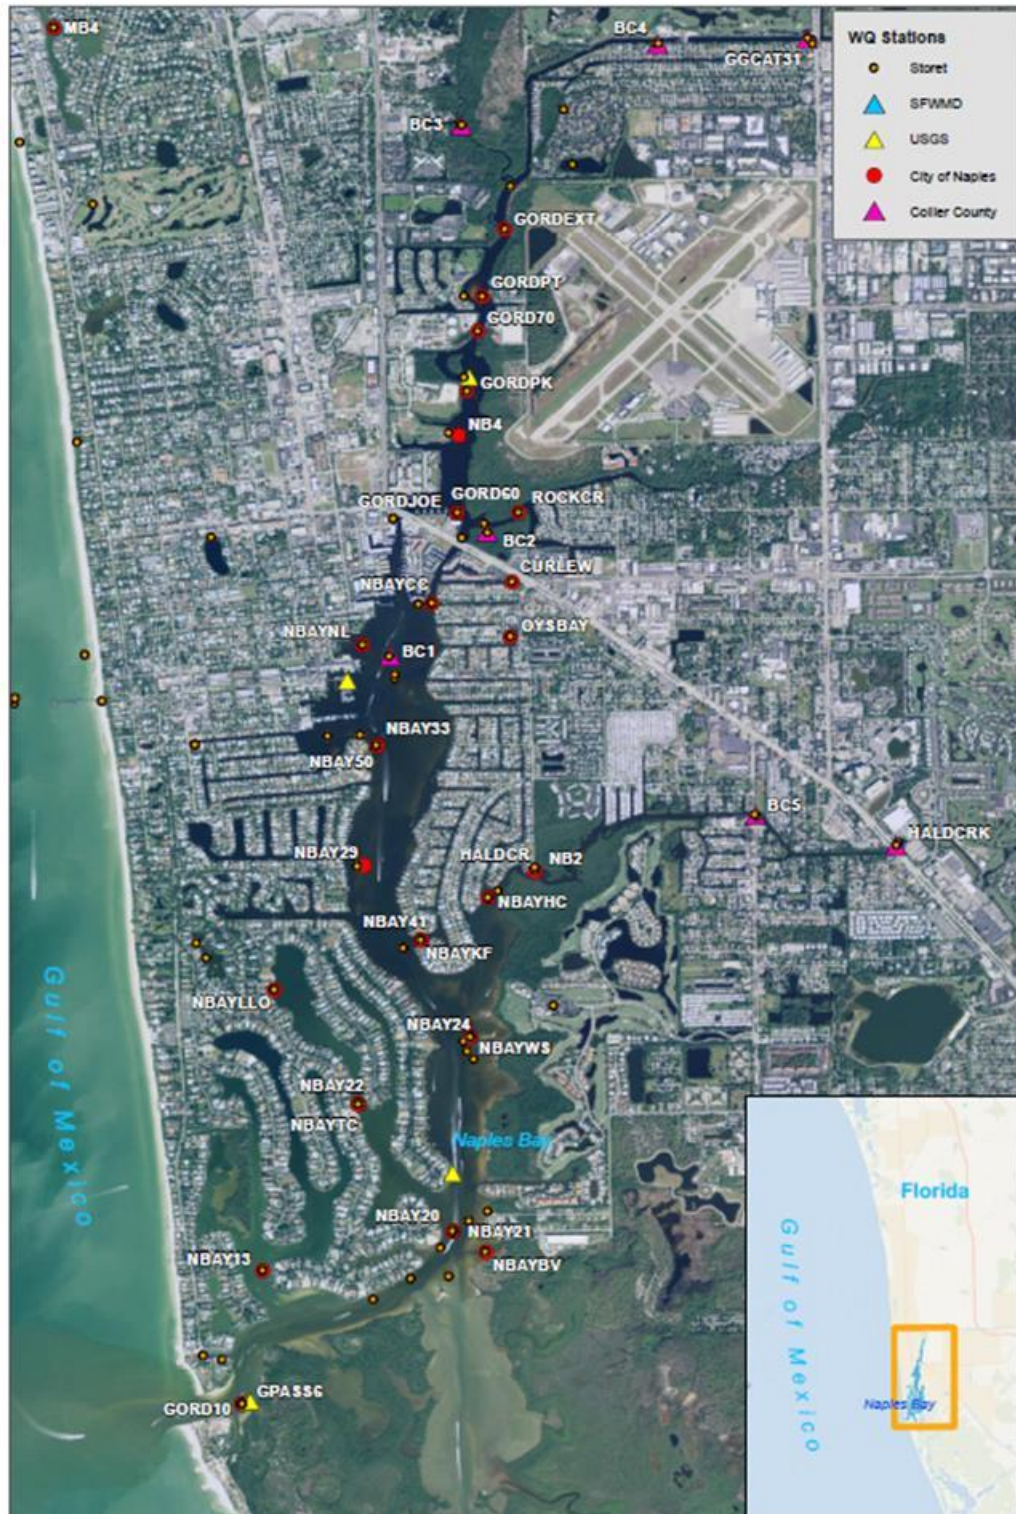 MB4
BC4
GGCAT31
WQ Stations
Storet
SFWMD
USGS
City of Naples
Collier County
BC3
GORDEXT
GORDPT
GORD70
GORDPK
NB4
GORDJOE
GORD60
ROCKCR
BC2
CURLEW
NBAYCC
OYSBAY
NBAYNL
BC1
NBAY33
NBAY50
BC5
HALDCRK
NBAY29
HALDCR
NB2
NBAYHC
NBAY41
NBAYKF
Gulf of Mexico
NBAYLLO
NBAY24
NBAYWS
NBAY22
NBAYTC
Naples Bay
NBAY20
NBAY21
NBAYBV
NBAY13
GPASS6
GORD10
Florida
Gulf of Mexico
Naples Bay